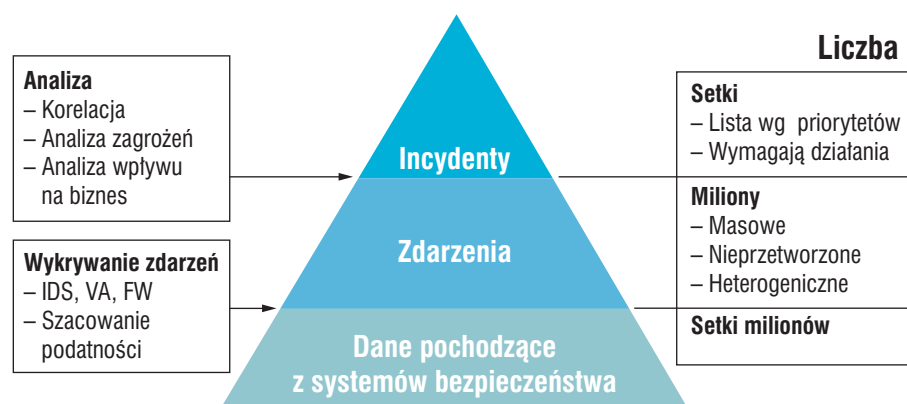 Liczba
Analiza
– Korelacja
– Analiza zagrożeń
– Analiza wpływu
na biznes
Wykrywanie zdarzeń
– IDS, VA, FW
– Szacowanie
podatności
Incydenty
Zdarzenia
Dane pochodzące
z systemów bezpieczeństwa
Setki
– Lista wg priorytetów
– Wymagają działania
Miliony
– Masowe
– Nieprzetworzone
– Heterogeniczne
Setki milionów